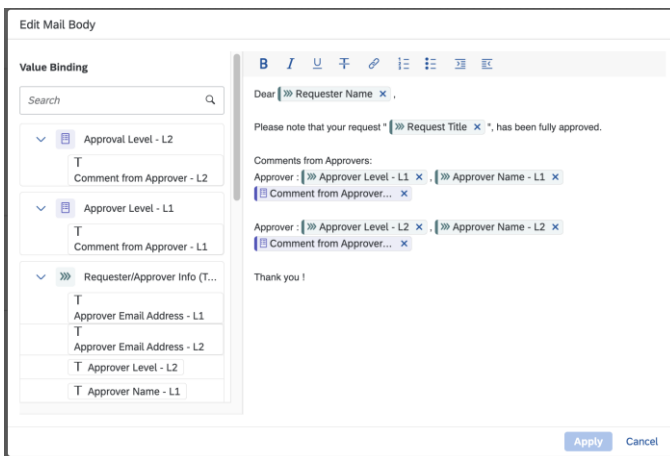 Edit Mail Body
Value Binding
Search
Approval Level - L2
T
Comment from Approver - L2
Approver Level - L1
T
Comment from Approver - L1
Requester/Approver Info (T...
T
Approver Email Address - L1
T
Approver Email Address - L2
T Approver Level - L2
T Approver Name - L1
B I U T
Dear Requester Name × ,
Please note that your request " Request Title × ", has been fully approved.
Comments from Approvers:
Approver : Approver Level - L1 × , Approver Name - L1 ×
Comment from Approver... ×
Approver : Approver Level - L2 × , Approver Name - L2 ×
Comment from Approver... ×
Thank you !
Apply Cancel